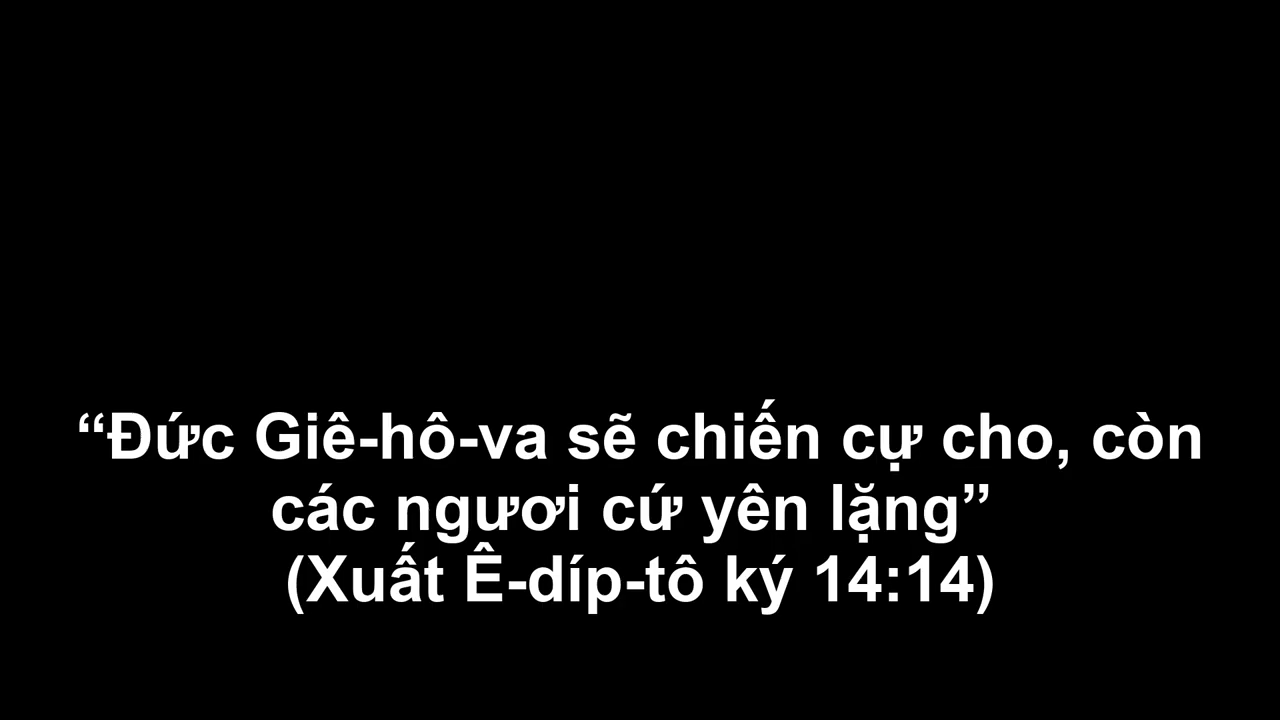 “Đức Giê-hô-va sẽ chiến cự cho, còn
các ngươi cứ yên lặng”
(Xuất Ê-díp-tô ký 14:14)